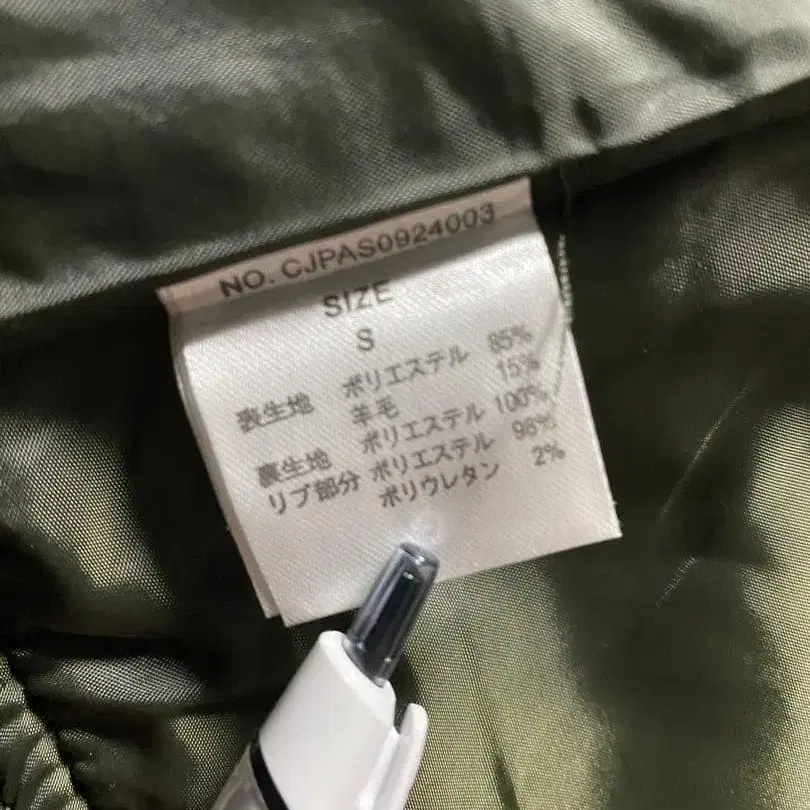 NO. CJPAS0924003
SIZE
S
表生地 ポリエステル 85%
羊毛 15%
裏生地 ポリエステル 100%
リブ部分 ポリエステル 98%
ポリウレタン 2%